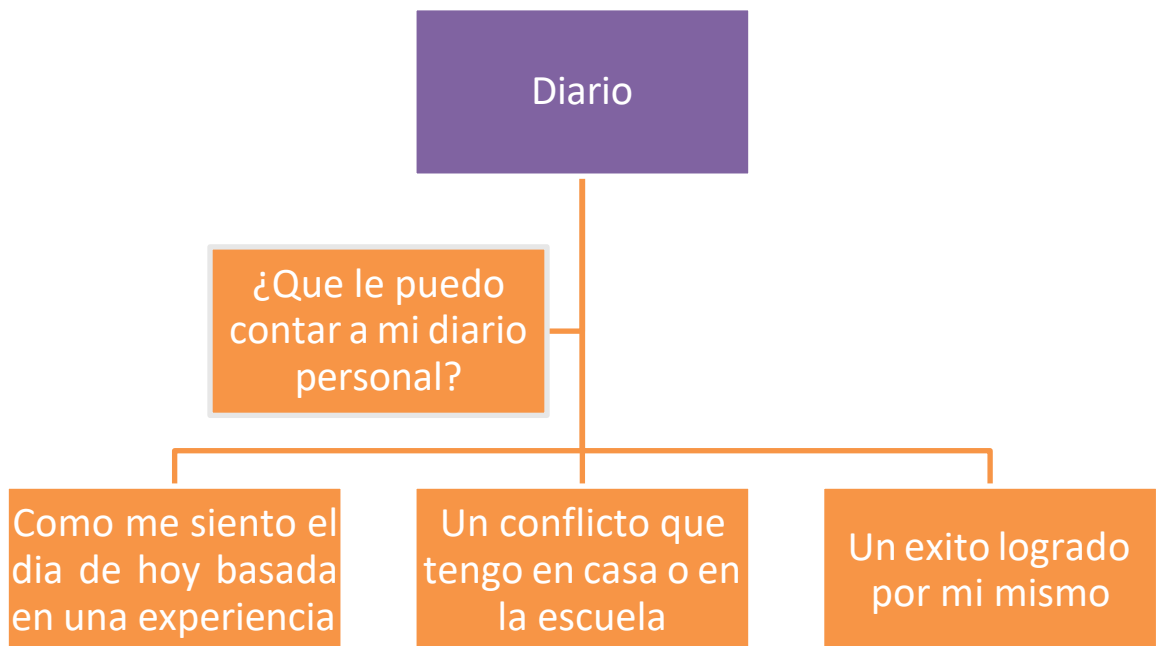 Diario
¿Que le puedo
contar a mi diario
personal?
Como me siento el
dia de hoy basada
en una experiencia
Un conflicto que
tengo en casa o en
la escuela
Un exito logrado
por mi mismo